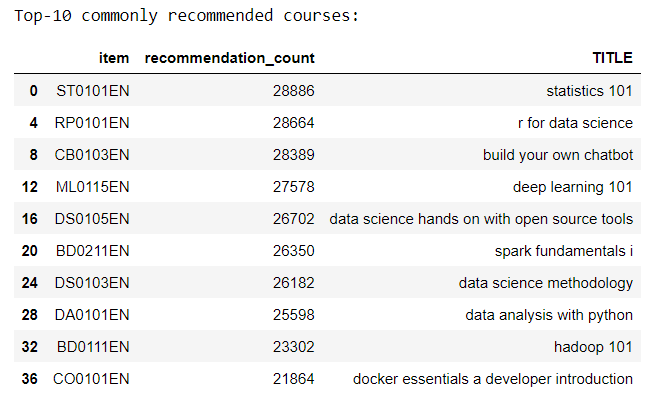 Top-10 commonly recommended courses:
item recommendation_count TITLE
0 ST0101EN 28886 statistics 101
4 RP0101EN 28664 r for data science
8 CB0103EN 28389 build your own chatbot
12 ML0115EN 27578 deep learning 101
16 DS0105EN 26702 data science hands on with open source tools
20 BD0211EN 26350 spark fundamentals i
24 DS0103EN 26182 data science methodology
28 DA0101EN 25598 data analysis with python
32 BD0111EN 23302 hadoop 101
36 CO0101EN 21864 docker essentials a developer introduction